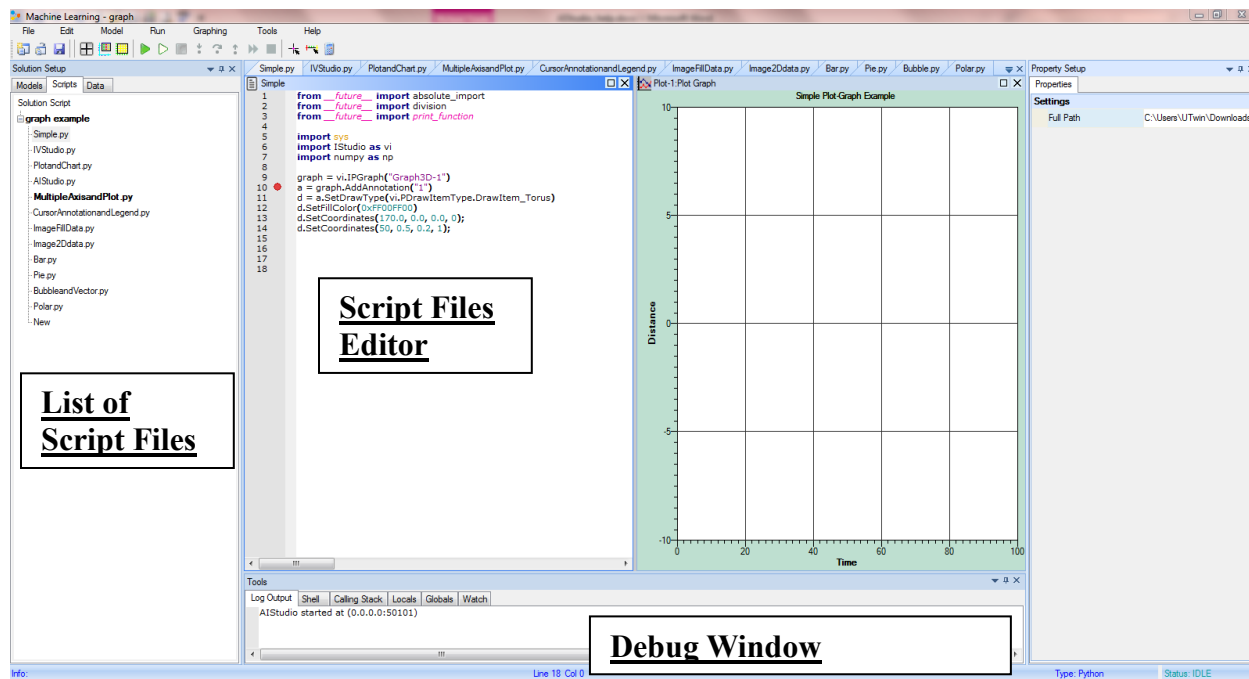 Machine Learning - graph
File Edit Model Run Graphing Tools Help
Solution Setup
Models Scripts Data
Solution Script
graph example
Simple.py
IVStudio.py
PlotandChart.py
AIStudio.py
MultipleAxisandPlot.py
CursorAnnotationandLegend.py
ImageFillData.py
Image2Ddata.py
Bar.py
Pie.py
BubbleandVector.py
Polar.py
New
List of
Script Files
Simple.py IVStudio.py PlotandChart.py MultipleAxisandPlot.py CursorAnnotationandLegend.py ImageFillData.py Image2Ddata.py Bar.py Pie.py Bubble.py Polar.py
Simple
1 from __future__ import absolute_import
2 from __future__ import division
3 from __future__ import print_function
4
5 import sys
6 import IStudio as vi
7 import numpy as np
8
9 graph = vi.IPGraph("Graph3D-1")
10 a = graph.AddAnnotation("1")
11 d = a.SetDrawType(vi.PDrawItemType.DrawItem_Torus)
12 d.SetFillColor(0xFF00FF00)
13 d.SetCoordinates(170.0, 0.0, 0.0, 0);
14 d.SetCoordinates(50, 0.5, 0.2, 1);
15
16
17
18
Script Files
Editor
Plot-1:Plot Graph
Simple Plot-Graph Example
10
5
0
-5
-10
Distance
0 20 40 60 80 100
Time
Property Setup
Properties
Settings
Full Path C:\Users\UTwin\Downloads
Tools
Log Output Shell Calling Stack Locals Globals Watch
AIStudio started at (0.0.0.0:50101)
Debug Window
Info: Line 18 Col 0 Type: Python Status: IDLE